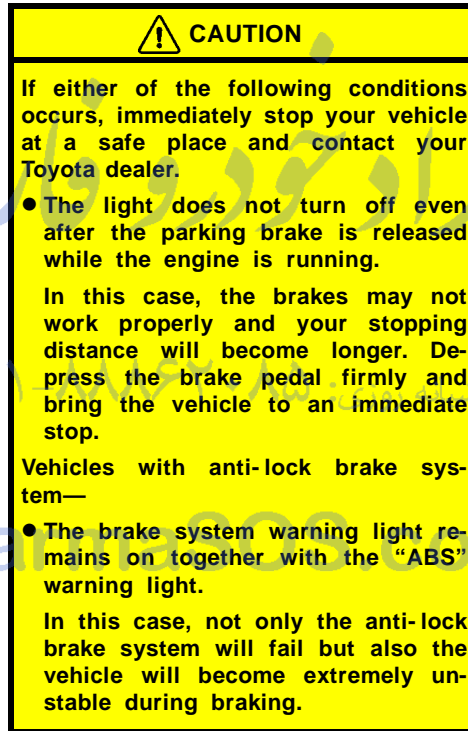 CAUTION
If either of the following conditions
occurs, immediately stop your vehicle
at a safe place and contact your
Toyota dealer.
● The light does not turn off even
after the parking brake is released
while the engine is running.
In this case, the brakes may not
work properly and your stopping
distance will become longer. De-
press the brake pedal firmly and
bring the vehicle to an immediate
stop.
Vehicles with anti-lock brake sys-
tem—
● The brake system warning light re-
mains on together with the “ABS”
warning light.
In this case, not only the anti-lock
brake system will fail but also the
vehicle will become extremely un-
stable during braking.